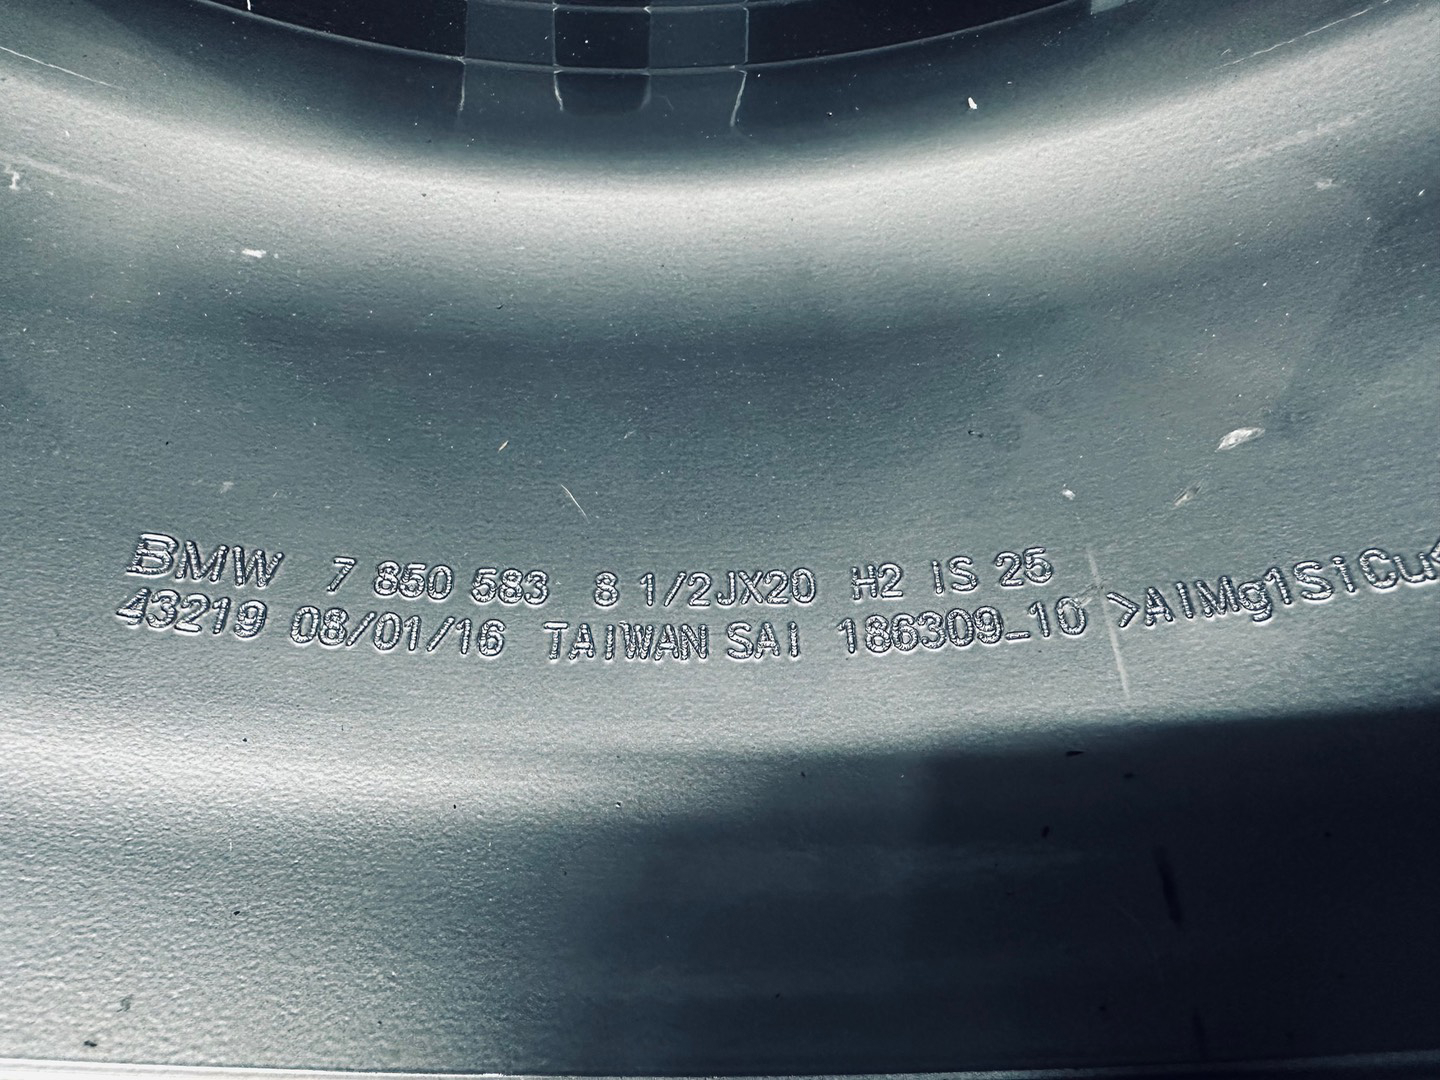 BMW 7 850 583 8 1/2JX20 H2 IS 25
43219 08/01/16 TAIWAN SAI 186309_10 >AlMg1SiCu<